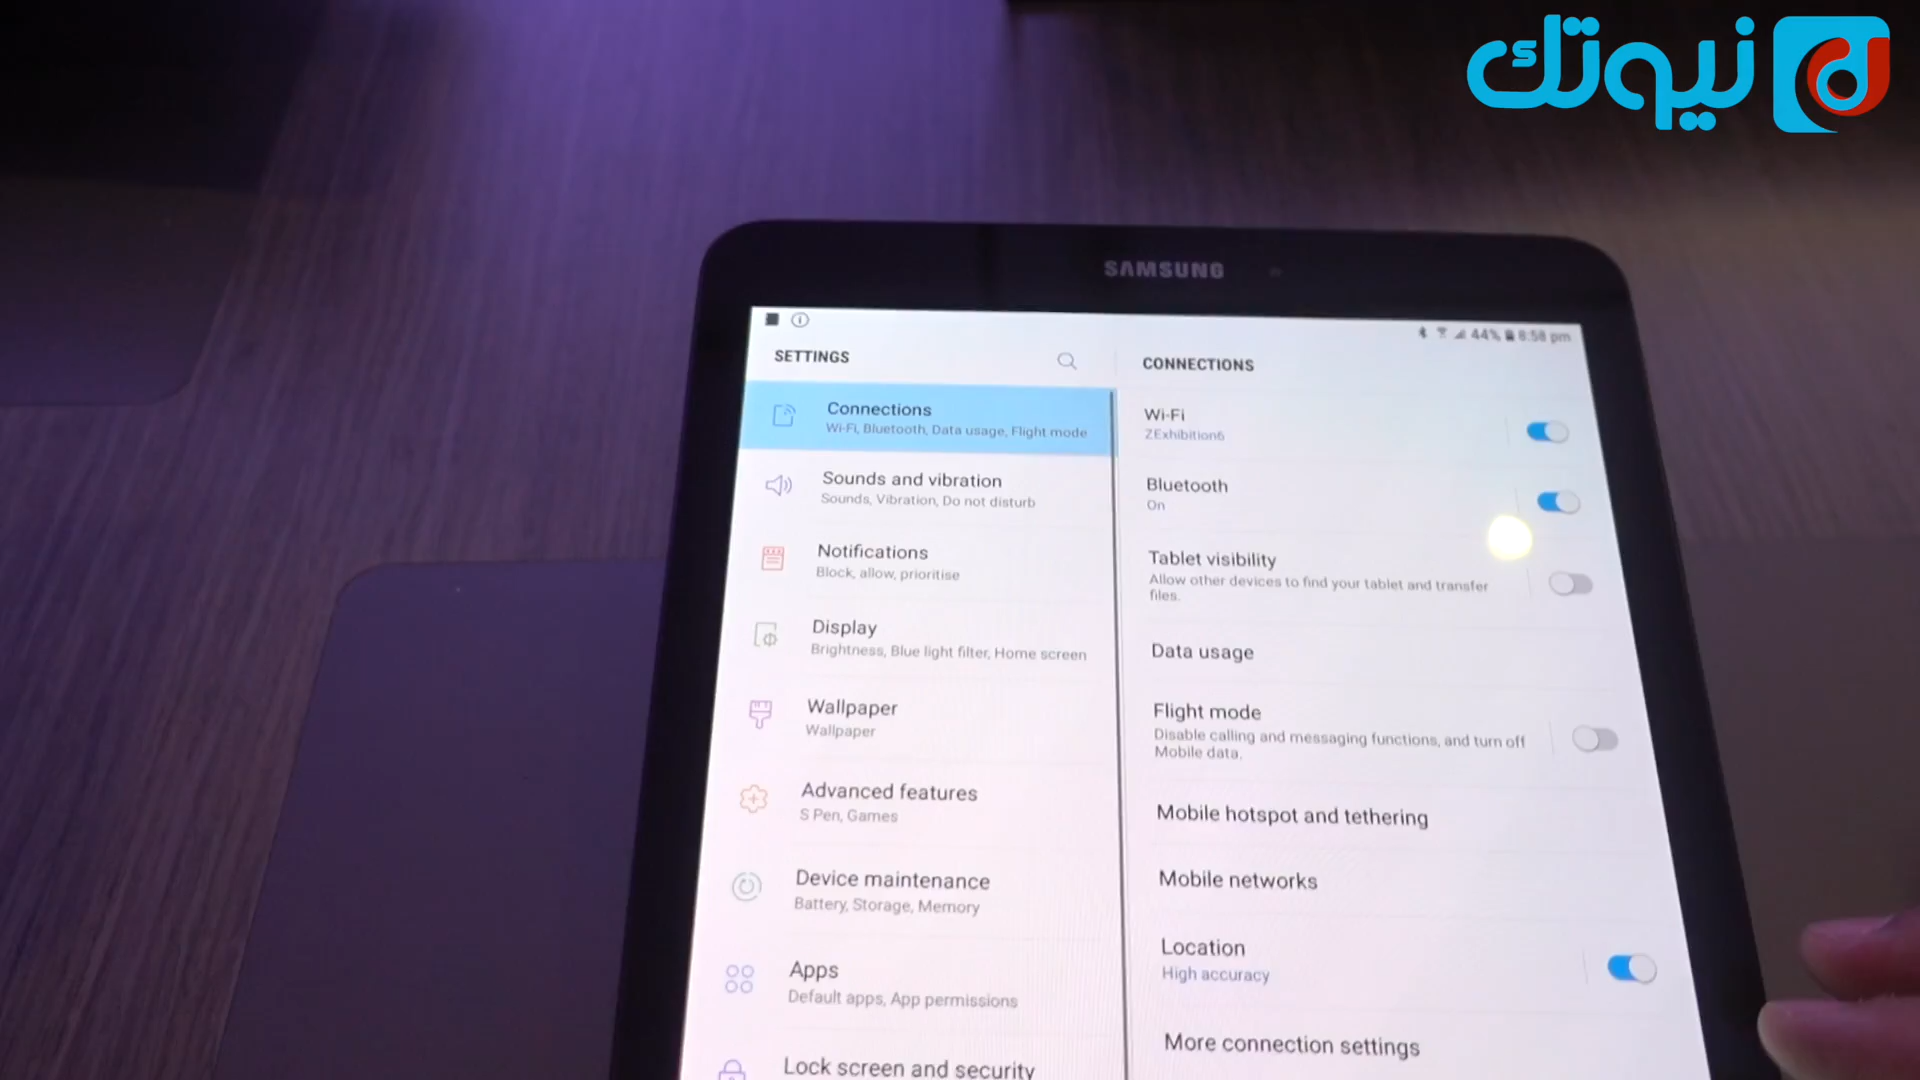 نيوتك
SAMSUNG
44% 8:58 pm
SETTINGS
Connections
Wi-Fi, Bluetooth, Data usage, Flight mode
Sounds and vibration
Sounds, Vibration, Do not disturb
Notifications
Block, allow, prioritise
Display
Brightness, Blue light filter, Home screen
Wallpaper
Wallpaper
Advanced features
S Pen, Games
Device maintenance
Battery, Storage, Memory
Apps
Default apps, App permissions
Lock screen and security
CONNECTIONS
Wi-Fi
ZExhibition6
Bluetooth
On
Tablet visibility
Allow other devices to find your tablet and transfer
files.
Data usage
Flight mode
Disable calling and messaging functions, and turn off
Mobile data.
Mobile hotspot and tethering
Mobile networks
Location
High accuracy
More connection settings